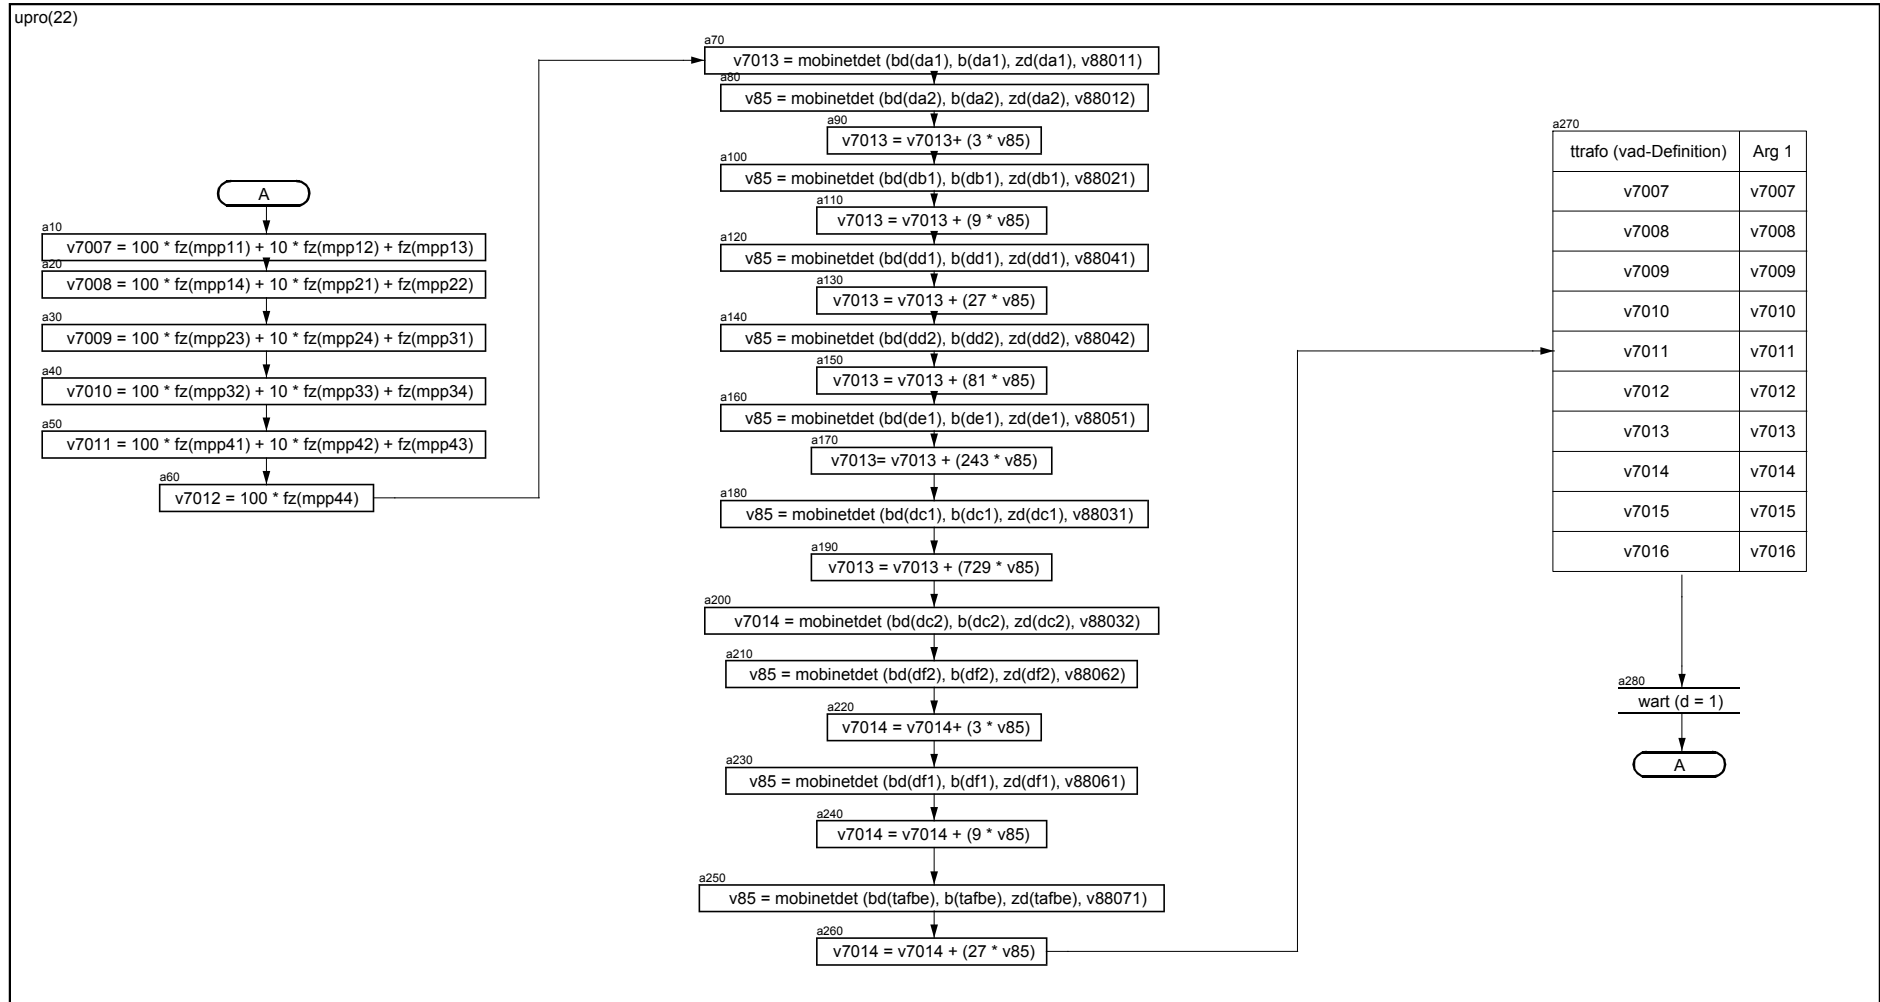 upro(22)
A
a10
v7007 = 100 * fz(mpp11) + 10 * fz(mpp12) + fz(mpp13)
a20
v7008 = 100 * fz(mpp14) + 10 * fz(mpp21) + fz(mpp22)
a30
v7009 = 100 * fz(mpp23) + 10 * fz(mpp24) + fz(mpp31)
a40
v7010 = 100 * fz(mpp32) + 10 * fz(mpp33) + fz(mpp34)
a50
v7011 = 100 * fz(mpp41) + 10 * fz(mpp42) + fz(mpp43)
a60
v7012 = 100 * fz(mpp44)
a70
v7013 = mobinetdet (bd(da1), b(da1), zd(da1), v88011)
a80
v85 = mobinetdet (bd(da2), b(da2), zd(da2), v88012)
a90
v7013 = v7013+ (3 * v85)
a100
v85 = mobinetdet (bd(db1), b(db1), zd(db1), v88021)
a110
v7013 = v7013 + (9 * v85)
a120
v85 = mobinetdet (bd(dd1), b(dd1), zd(dd1), v88041)
a130
v7013 = v7013 + (27 * v85)
a140
v85 = mobinetdet (bd(dd2), b(dd2), zd(dd2), v88042)
a150
v7013 = v7013 + (81 * v85)
a160
v85 = mobinetdet (bd(de1), b(de1), zd(de1), v88051)
a170
v7013= v7013 + (243 * v85)
a180
v85 = mobinetdet (bd(dc1), b(dc1), zd(dc1), v88031)
a190
v7013 = v7013 + (729 * v85)
a200
v7014 = mobinetdet (bd(dc2), b(dc2), zd(dc2), v88032)
a210
v85 = mobinetdet (bd(df2), b(df2), zd(df2), v88062)
a220
v7014 = v7014+ (3 * v85)
a230
v85 = mobinetdet (bd(df1), b(df1), zd(df1), v88061)
a240
v7014 = v7014 + (9 * v85)
a250
v85 = mobinetdet (bd(tafbe), b(tafbe), zd(tafbe), v88071)
a260
v7014 = v7014 + (27 * v85)
a270
ttrafo (vad-Definition) Arg 1
v7007 v7007
v7008 v7008
v7009 v7009
v7010 v7010
v7011 v7011
v7012 v7012
v7013 v7013
v7014 v7014
v7015 v7015
v7016 v7016
a280
wart (d = 1)
A